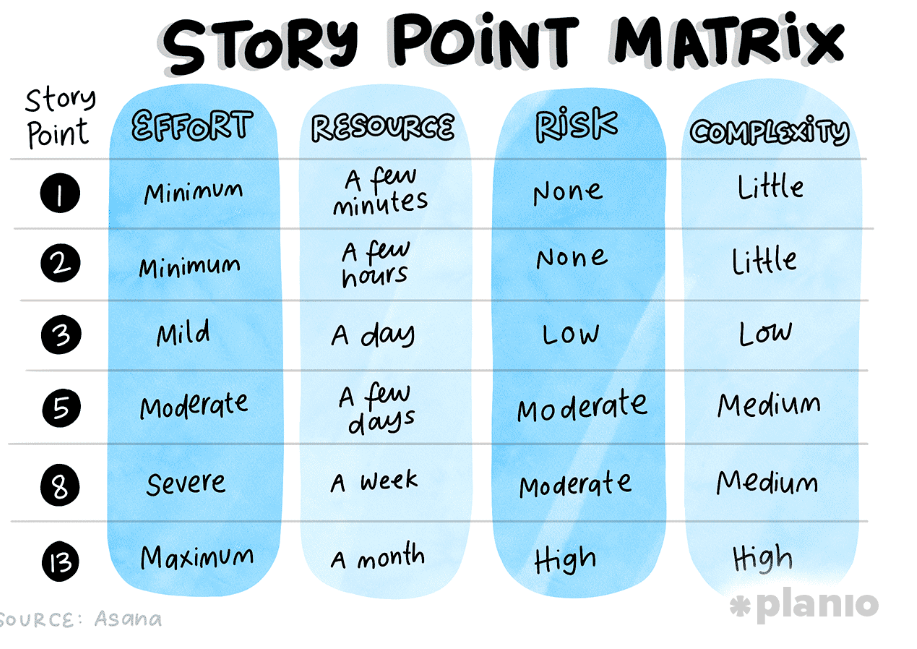 STORY POINT MATRIX
Story
Point
EFFORT
RESOURCE
RISK
COMPLEXITY
1
Minimum
A few
minutes
None
Little
2
Minimum
A few
hours
None
Little
3
Mild
A day
Low
Low
5
Moderate
A few
days
Moderate
Medium
8
Severe
A week
Moderate
Medium
13
Maximum
A month
High
High
SOURCE: Asana
*planio